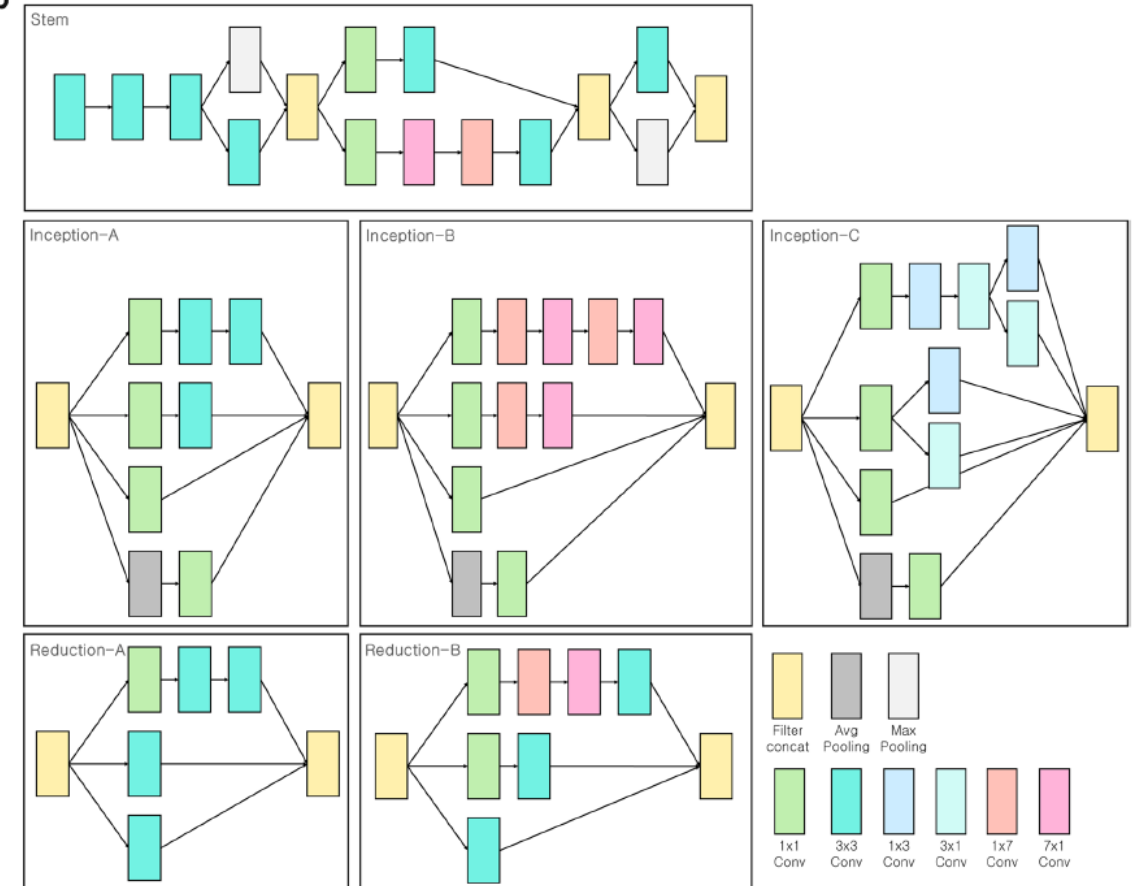 Stem
Inception-A
Inception-B
Inception-C
Reduction-A
Reduction-B
Filter
concat
Avg
Pooling
Max
Pooling
1x1
Conv
3x3
Conv
1x3
Conv
3x1
Conv
1x7
Conv
7x1
Conv